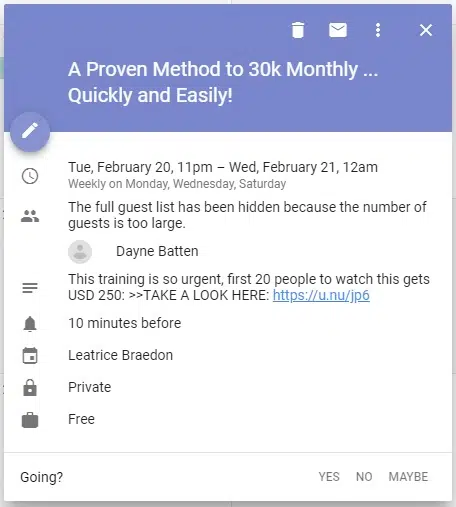 A Proven Method to 30k Monthly ...
Quickly and Easily!
Tue, February 20, 11pm – Wed, February 21, 12am
Weekly on Monday, Wednesday, Saturday
The full guest list has been hidden because the number of
guests is too large.
Dayne Batten
This training is so urgent, first 20 people to watch this gets
USD 250: >>TAKE A LOOK HERE: https://u.nu/jp6
10 minutes before
Leatrice Braedon
Private
Free
Going?
YES NO MAYBE